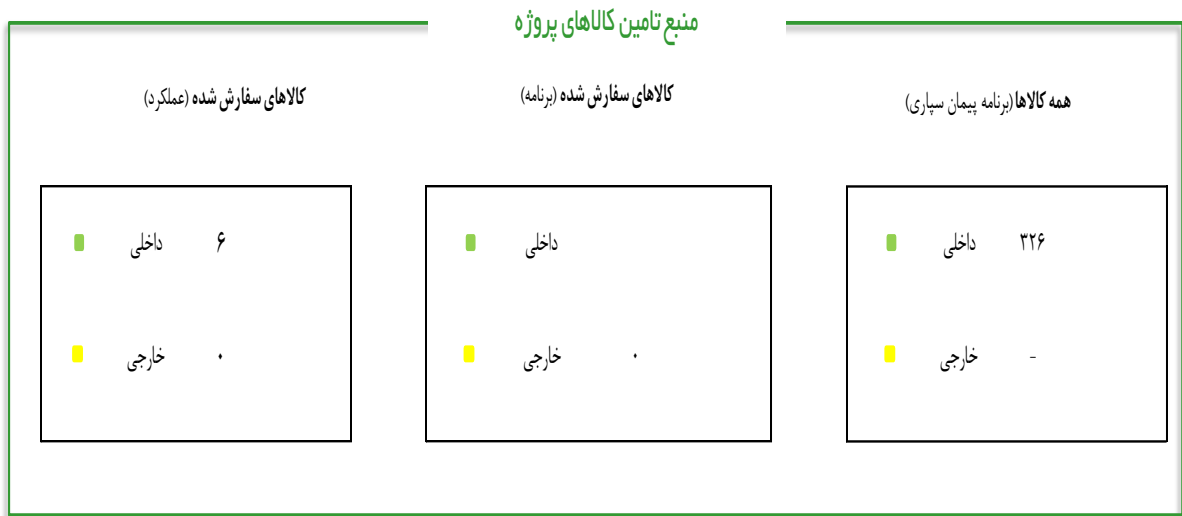 منبع تامین کالاهای پروژه
همه کالاها (برنامه پیمان سپاری)
۳۲۶ داخلی
- خارجی
کالاهای سفارش شده (برنامه)
داخلی
۰ خارجی
کالاهای سفارش شده (عملکرد)
۶ داخلی
۰ خارجی